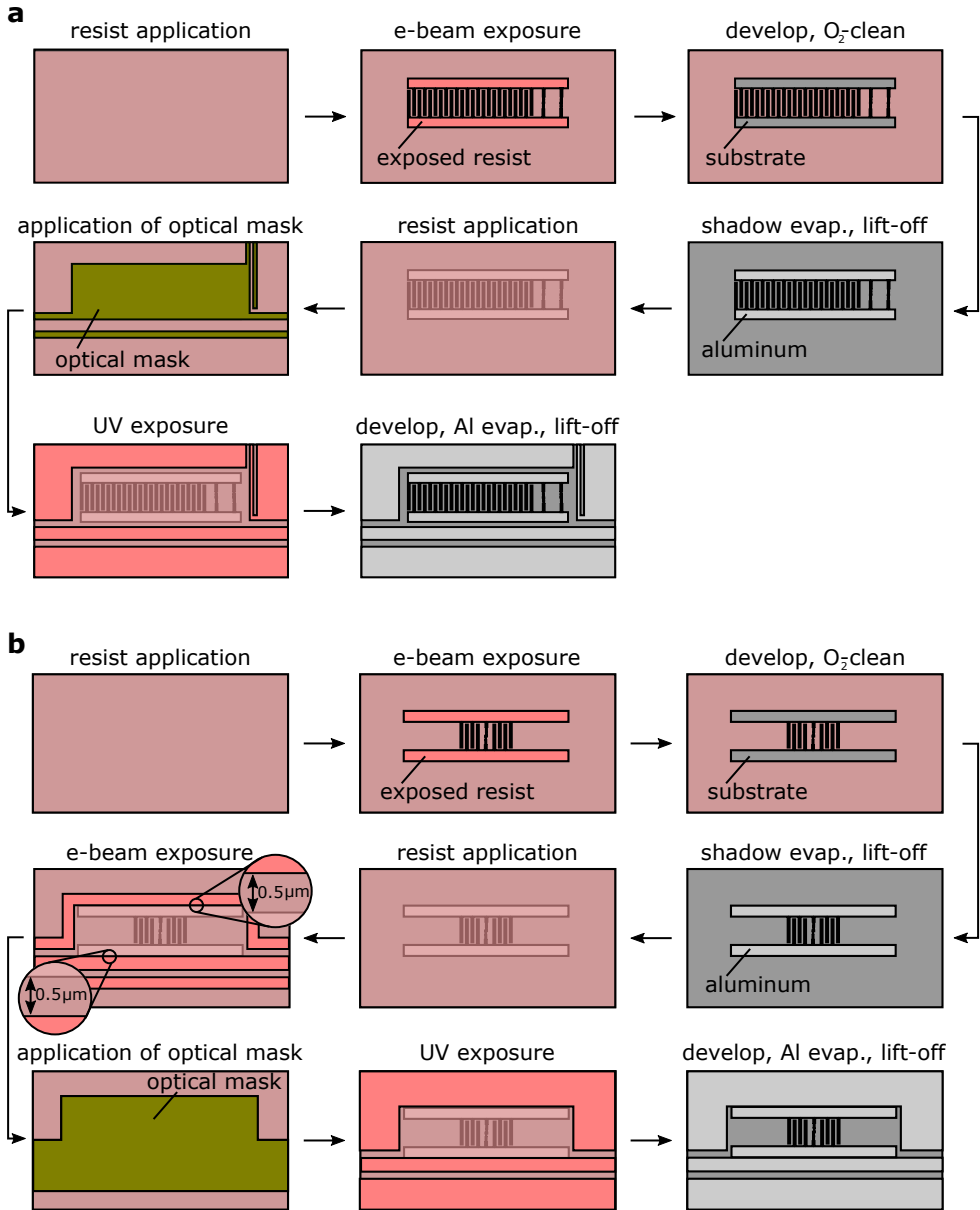 a
resist application
e-beam exposure
develop, O₂-clean
exposed resist
substrate
application of optical mask
resist application
shadow evap., lift-off
optical mask
aluminum
UV exposure
develop, Al evap., lift-off
b
resist application
e-beam exposure
develop, O₂-clean
exposed resist
substrate
e-beam exposure
resist application
shadow evap., lift-off
0.5µm
0.5µm
aluminum
application of optical mask
UV exposure
develop, Al evap., lift-off
optical mask